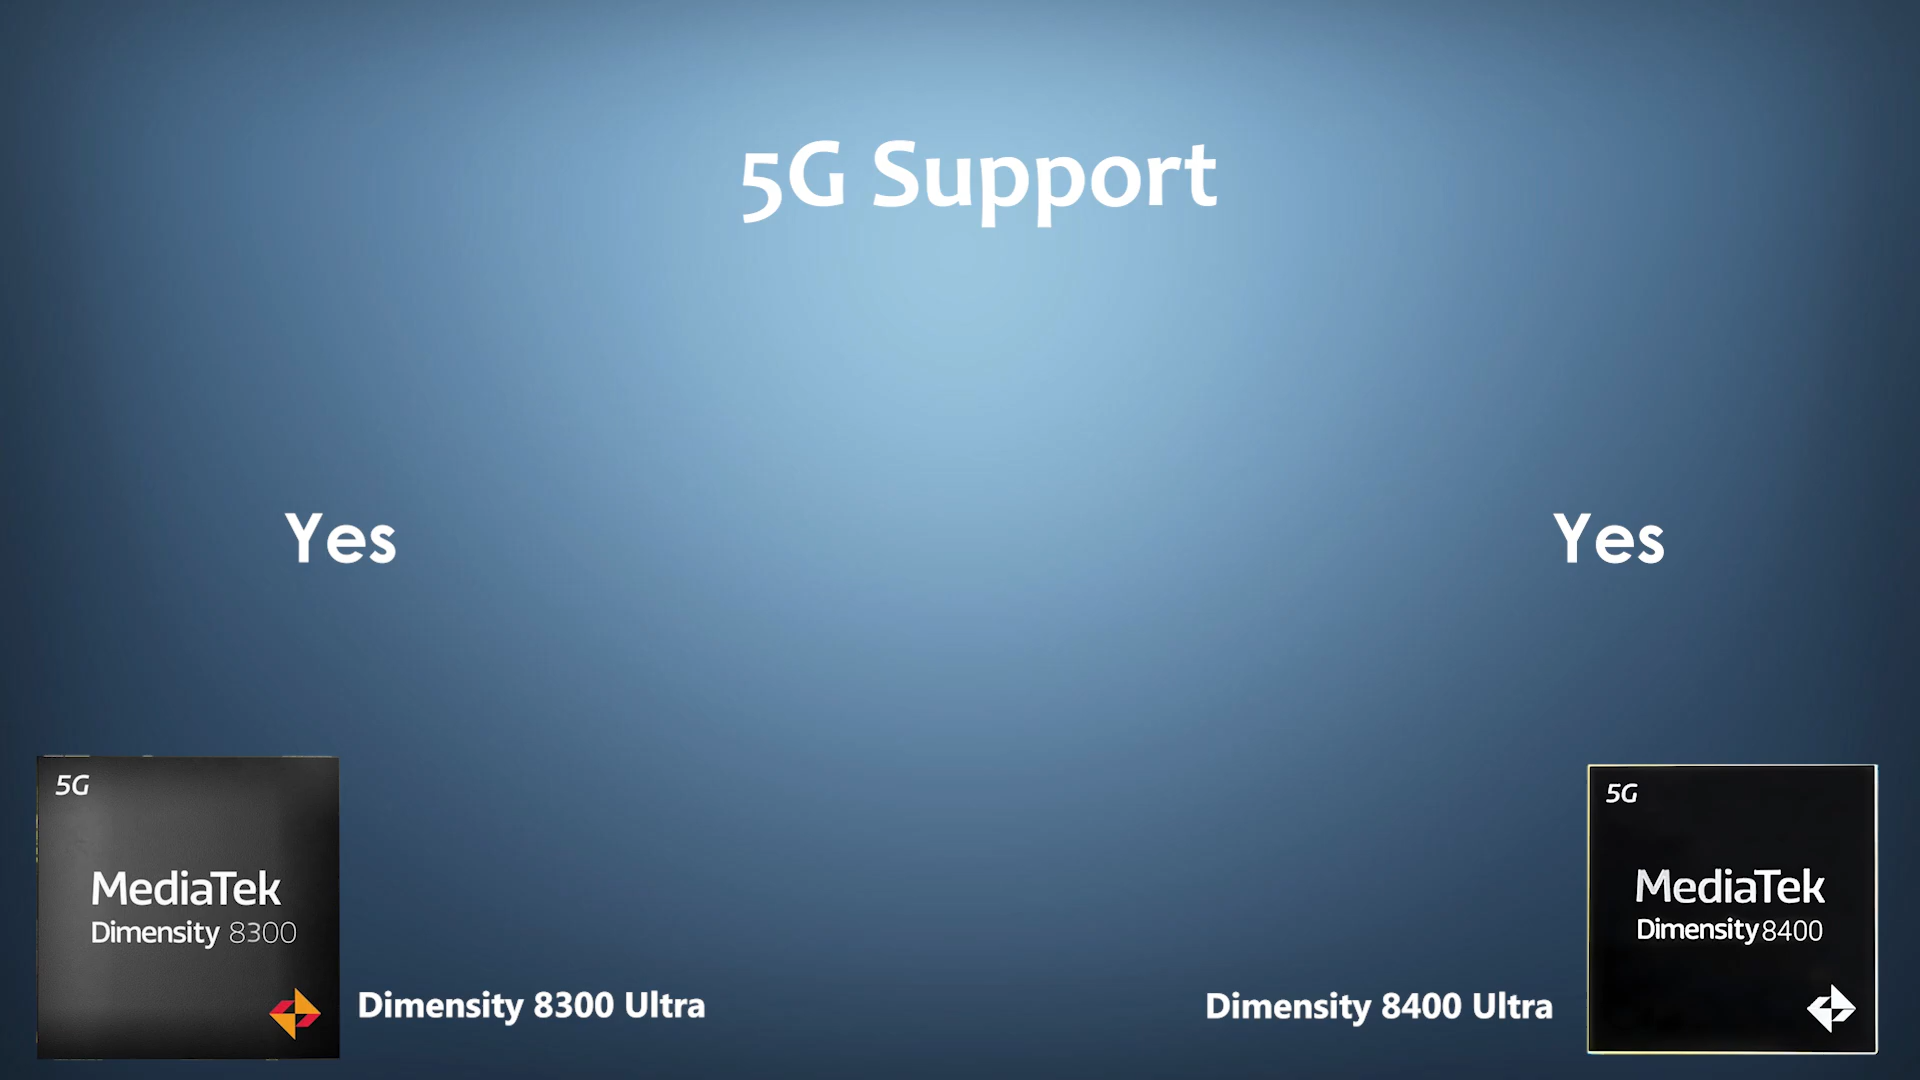 5G Support
Yes
Yes
5G
MediaTek
Dimensity 8300
Dimensity 8300 Ultra
Dimensity 8400 Ultra
5G
MediaTek
Dimensity 8400